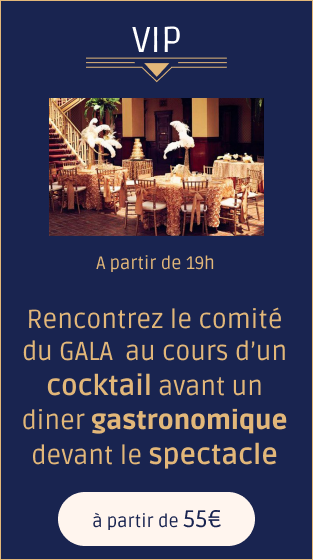 VIP
A partir de 19h
Rencontrez le comité
du GALA au cours d'un
cocktail avant un
diner gastronomique
devant le spectacle
à partir de 55€